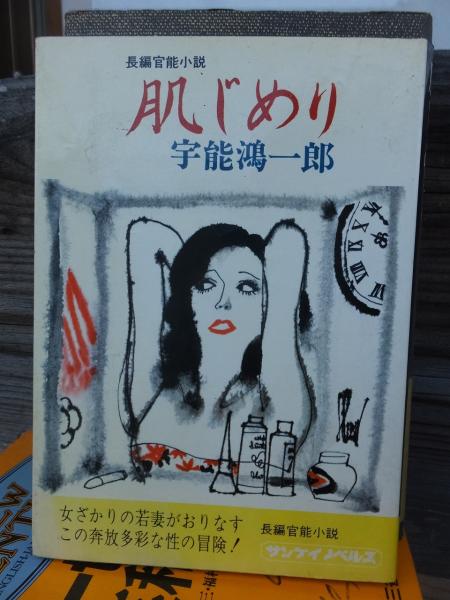 長編官能小説
肌じめり
宇能鴻一郎
女ざかりの若妻がおりなす
この奔放多彩な性の冒険!
長編官能小説
サンケイノベルス